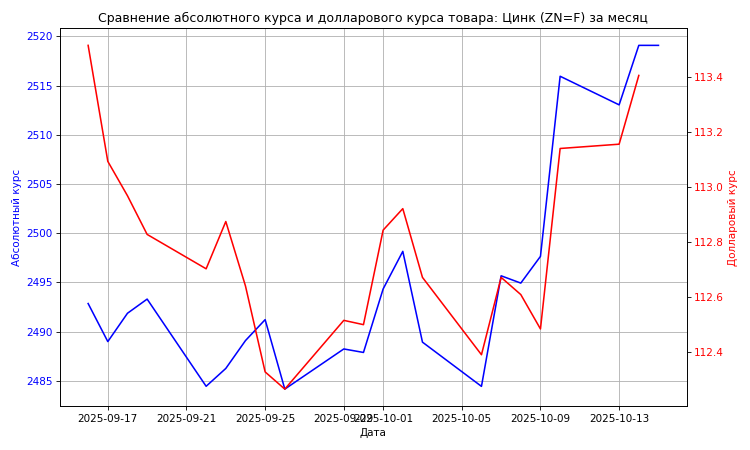 Сравнение абсолютного курса и долларового курса товара: Цинк (ZN=F) за месяц
2520
2515
2510
2505
2500
2495
2490
2485
Абсолютный курс
113.4
113.2
113.0
112.8
112.6
112.4
Долларовый курс
2025-09-17 2025-09-21 2025-09-25 2025-09-29 2025-10-01 2025-10-05 2025-10-09 2025-10-13
Дата